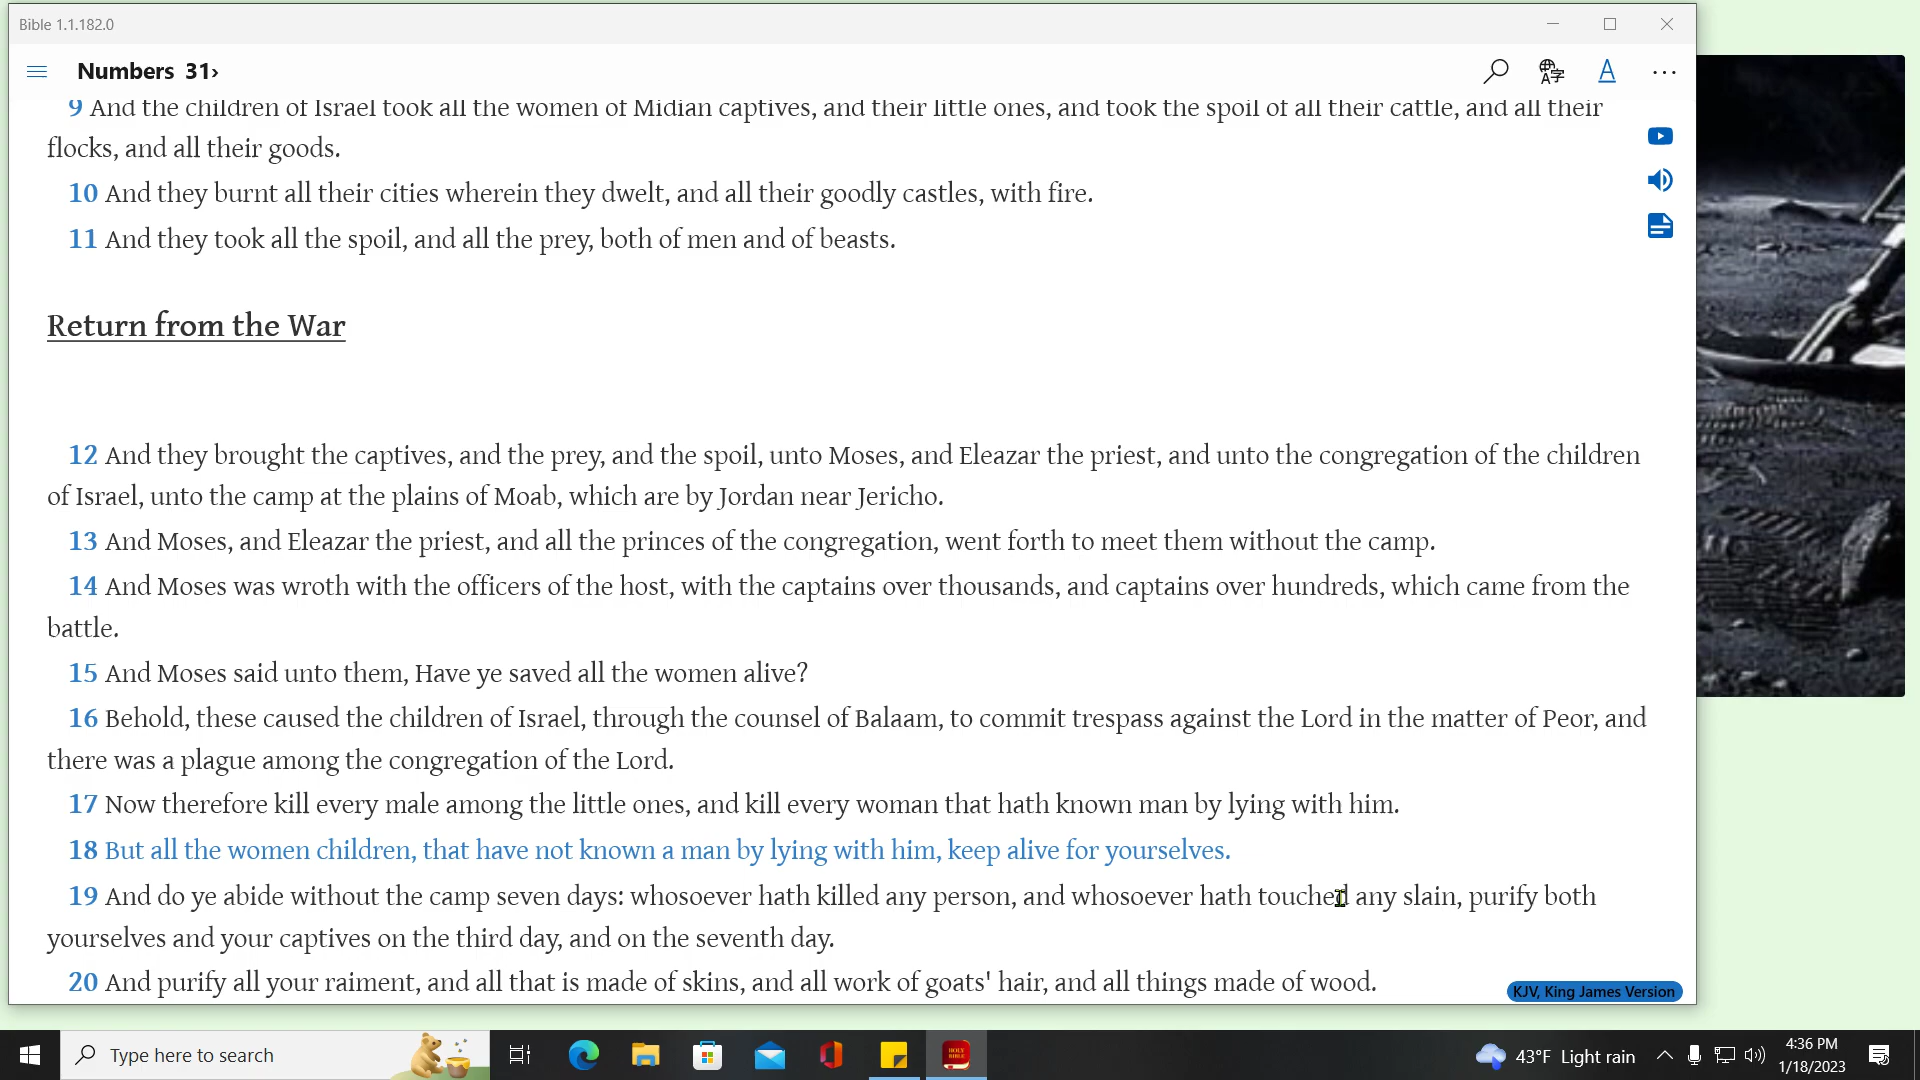 Bible 1.1.182.0
Numbers 31›
9 And the children of Israel took all the women of Midian captives, and their little ones, and took the spoil of all their cattle, and all their
flocks, and all their goods.
10 And they burnt all their cities wherein they dwelt, and all their goodly castles, with fire.
11 And they took all the spoil, and all the prey, both of men and of beasts.
Return from the War
12 And they brought the captives, and the prey, and the spoil, unto Moses, and Eleazar the priest, and unto the congregation of the children
of Israel, unto the camp at the plains of Moab, which are by Jordan near Jericho.
13 And Moses, and Eleazar the priest, and all the princes of the congregation, went forth to meet them without the camp.
14 And Moses was wroth with the officers of the host, with the captains over thousands, and captains over hundreds, which came from the
battle.
15 And Moses said unto them, Have ye saved all the women alive?
16 Behold, these caused the children of Israel, through the counsel of Balaam, to commit trespass against the Lord in the matter of Peor, and
there was a plague among the congregation of the Lord.
17 Now therefore kill every male among the little ones, and kill every woman that hath known man by lying with him.
18 But all the women children, that have not known a man by lying with him, keep alive for yourselves.
19 And do ye abide without the camp seven days: whosoever hath killed any person, and whosoever hath touched any slain, purify both
yourselves and your captives on the third day, and on the seventh day.
20 And purify all your raiment, and all that is made of skins, and all work of goats' hair, and all things made of wood.
KJV, King James Version
Type here to search
HOLY
BIBLE
43°F Light rain
4:36 PM
1/18/2023